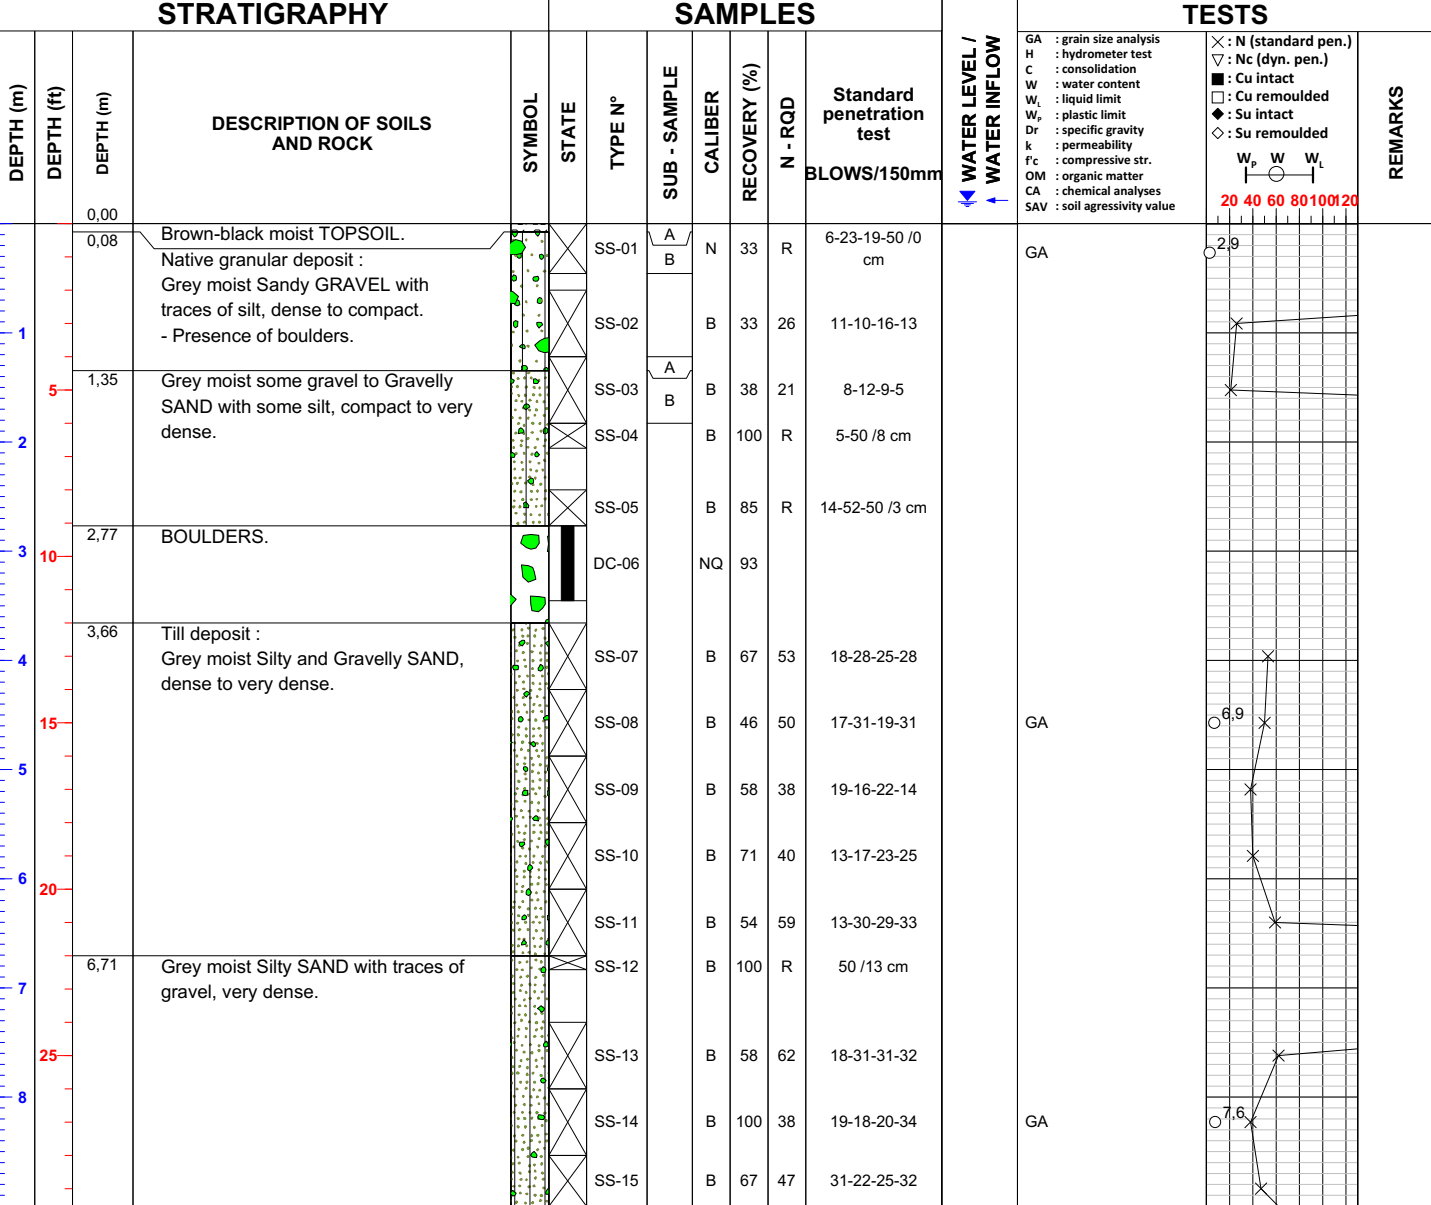 STRATIGRAPHY
SAMPLES
TESTS
DEPTH (m)
DEPTH (ft)
DEPTH (m)
DESCRIPTION OF SOILS
AND ROCK
SYMBOL
STATE
TYPE Nº
SUB - SAMPLE
CALIBER
RECOVERY (%)
N - RQD
Standard
penetration
test
BLOWS/150mm
WATER LEVEL /
WATER INFLOW
GA : grain size analysis
H : hydrometer test
C : consolidation
W : water content
WL : liquid limit
WP : plastic limit
Dr : specific gravity
k : permeability
f'c : compressive str.
OM : organic matter
CA : chemical analyses
SAV : soil agressivity value
: N (standard pen.)
: Nc (dyn. pen.)
: Cu intact
: Cu remoulded
: Su intact
: Su remoulded
WP W WL
20 40 60 80 100 120
REMARKS
0,00
0,08 Brown-black moist TOPSOIL.
Native granular deposit :
Grey moist Sandy GRAVEL with
traces of silt, dense to compact.
- Presence of boulders.
1,35 Grey moist some gravel to Gravelly
SAND with some silt, compact to very
dense.
2,77 BOULDERS.
3,66 Till deposit :
Grey moist Silty and Gravelly SAND,
dense to very dense.
6,71 Grey moist Silty SAND with traces of
gravel, very dense.
1
2
3
4
5
6
7
8
5
10
15
20
25
SS-01 A B N 33 R 6-23-19-50 /0
cm
GA 2,9
SS-02 B 33 26 11-10-16-13
SS-03 A B B 38 21 8-12-9-5
SS-04 B 100 R 5-50 /8 cm
SS-05 B 85 R 14-52-50 /3 cm
DC-06 NQ 93
SS-07 B 67 53 18-28-25-28
SS-08 B 46 50 17-31-19-31 GA 6,9
SS-09 B 58 38 19-16-22-14
SS-10 B 71 40 13-17-23-25
SS-11 B 54 59 13-30-29-33
SS-12 B 100 R 50 /13 cm
SS-13 B 58 62 18-31-31-32
SS-14 B 100 38 19-18-20-34 GA 7,6
SS-15 B 67 47 31-22-25-32